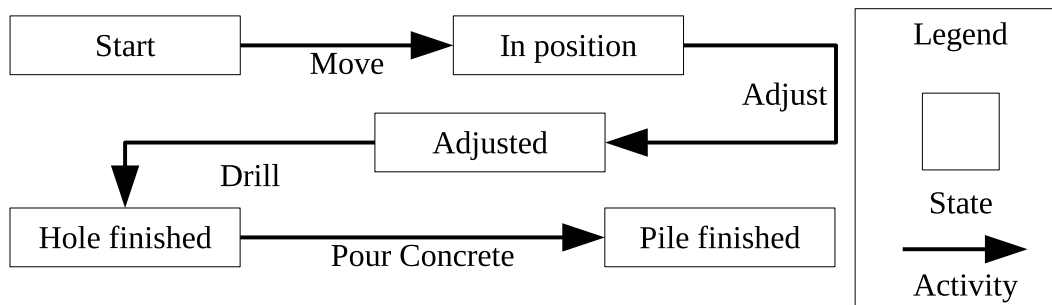 Start
Move
In position
Adjust
Adjusted
Drill
Hole finished
Pour Concrete
Pile finished
Legend
State
Activity